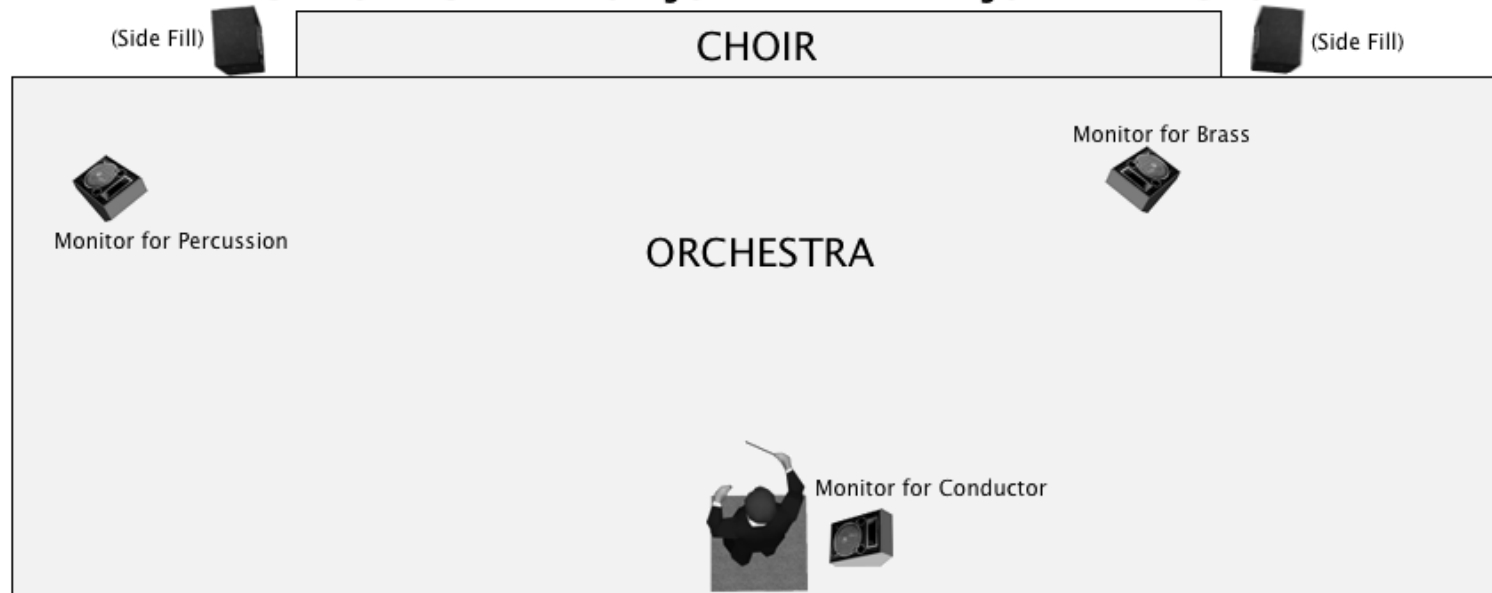 (Side Fill)
CHOIR
(Side Fill)
Monitor for Brass
Monitor for Percussion
ORCHESTRA
Monitor for Conductor